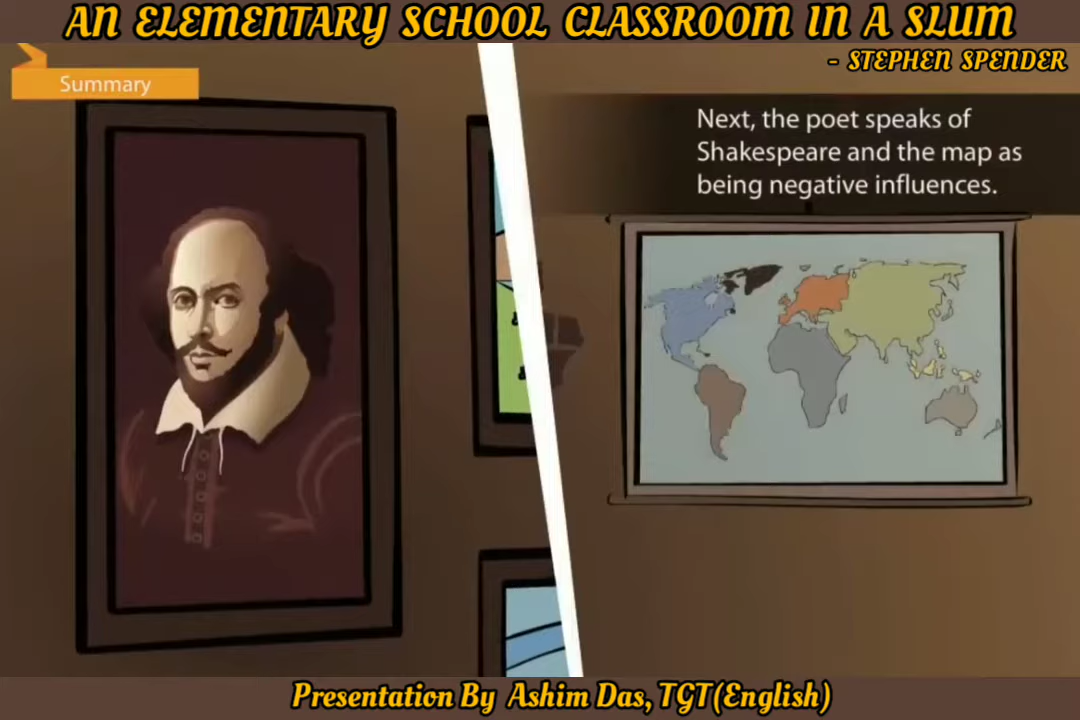 AN ELEMENTARY SCHOOL CLASSROOM IN A SLUM
- STEPHEN SPENDER
Summary
Next, the poet speaks of
Shakespeare and the map as
being negative influences.
Presentation By Ashim Das, TGT(English)